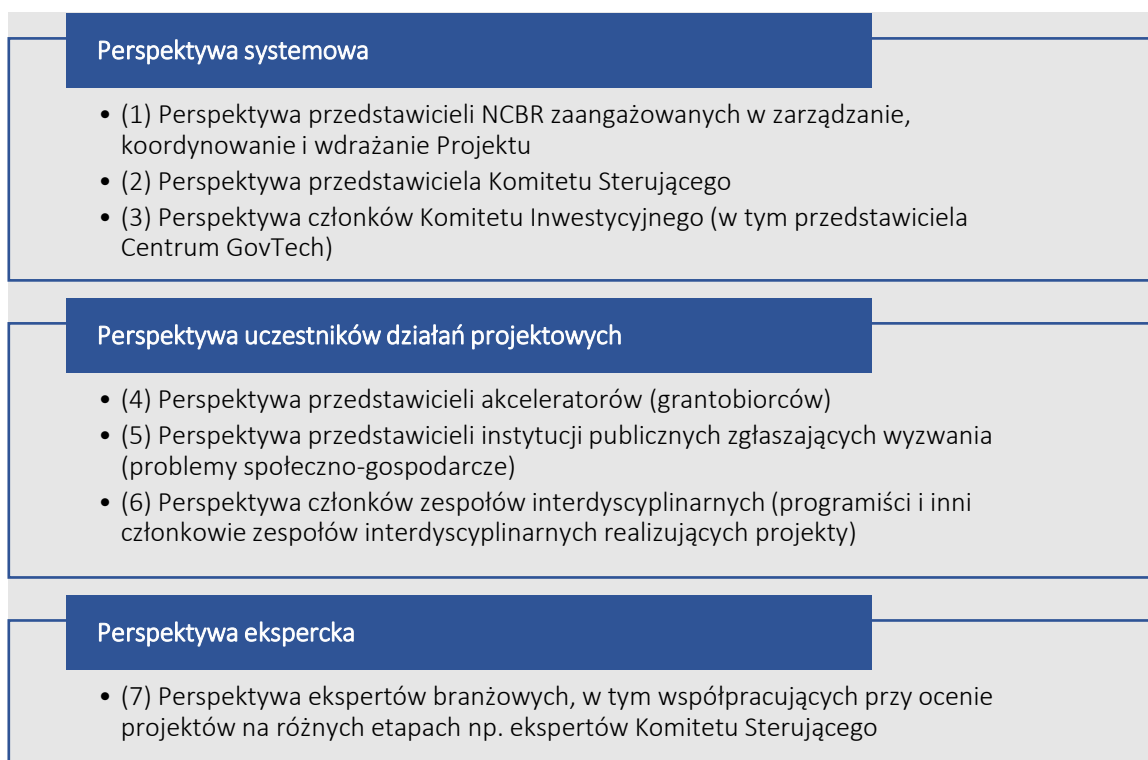 Perspektywa systemowa
• (1) Perspektywa przedstawicieli NCBR zaangażowanych w zarządzanie,
koordynowanie i wdrażanie Projektu
• (2) Perspektywa przedstawiciela Komitetu Sterującego
• (3) Perspektywa członków Komitetu Inwestycyjnego (w tym przedstawiciela
Centrum GovTech)
Perspektywa uczestników działań projektowych
• (4) Perspektywa przedstawicieli akceleratorów (grantobiorców)
• (5) Perspektywa przedstawicieli instytucji publicznych zgłaszających wyzwania
(problemy społeczno-gospodarcze)
• (6) Perspektywa członków zespołów interdyscyplinarnych (programiści i inni
członkowie zespołów interdyscyplinarnych realizujących projekty)
Perspektywa ekspercka
• (7) Perspektywa ekspertów branżowych, w tym współpracujących przy ocenie
projektów na różnych etapach np. ekspertów Komitetu Sterującego